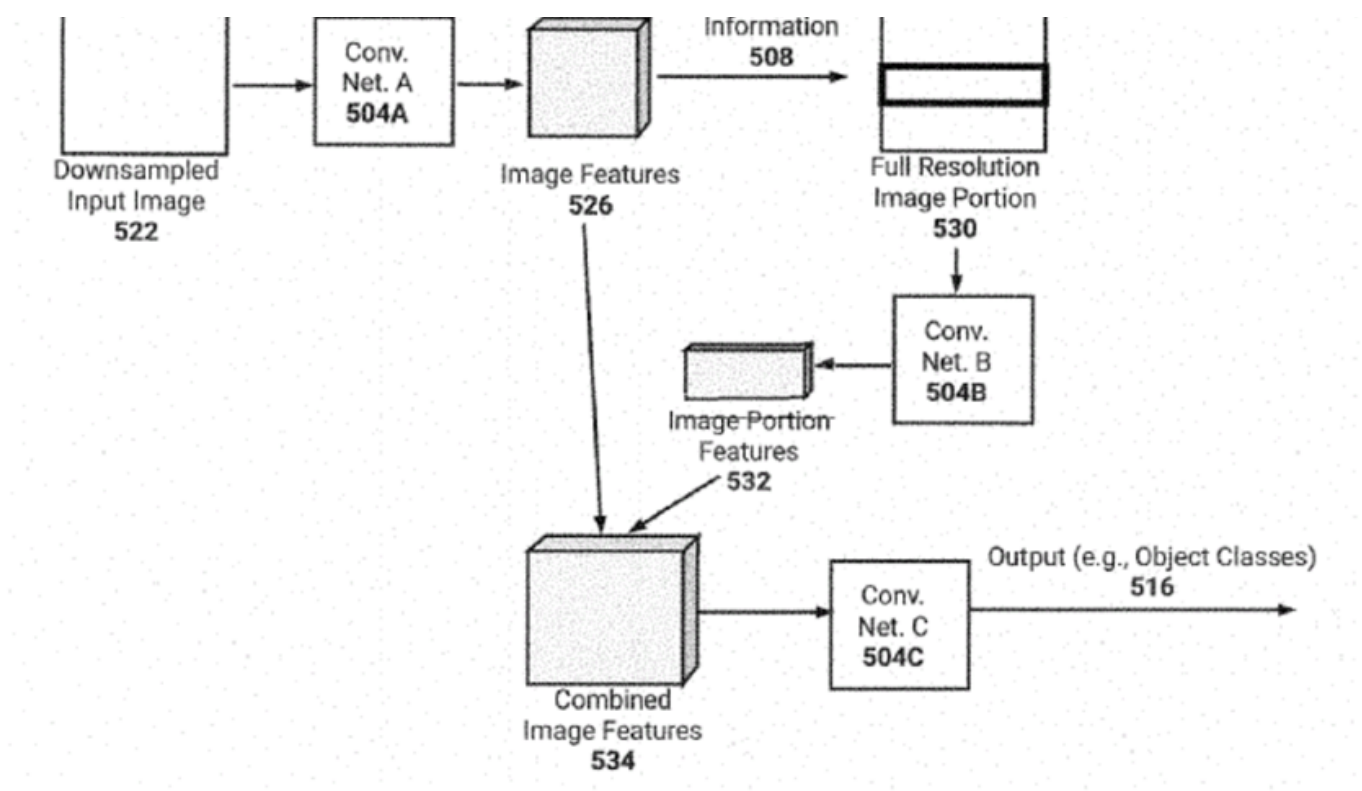 Information
508
Conv.
Net. A
504A
Downsampled
Input Image
522
Image Features
526
Full Resolution
Image Portion
530
Conv.
Net. B
504B
Image Portion
Features
532
Combined
Image Features
534
Conv.
Net. C
504C
Output (e.g., Object Classes)
516